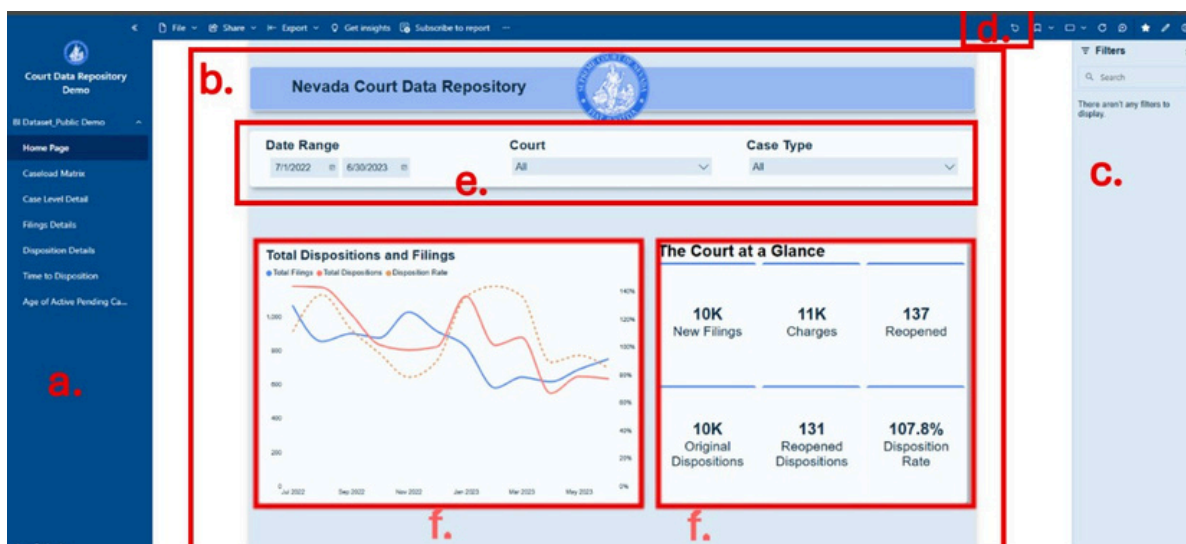 File Share Export Get insights Subscribe to report ...
d.
Court Data Repository
Demo
BI Dataset_Public Demo
Home Page
Caseload Matrix
Case Level Detail
Filings Details
Disposition Details
Time to Disposition
Age of Active Pending Ca...
a.
b.
Nevada Court Data Repository
SUPREME COURT OF NEVADA
Date Range
Court
Case Type
7/1/2022 6/30/2023
All
All
e.
Total Dispositions and Filings
Total Filings Total Dispositions Disposition Rate
1,000
800
600
400
200
0
140%
120%
100%
80%
60%
40%
20%
0%
Jul 2022 Sep 2022 Nov 2022 Jan 2023 Mar 2023 May 2023
f.
The Court at a Glance
10K
New Filings
11K
Charges
137
Reopened
10K
Original
Dispositions
131
Reopened
Dispositions
107.8%
Disposition
Rate
f.
Filters
Search
There aren't any filters to
display.
c.